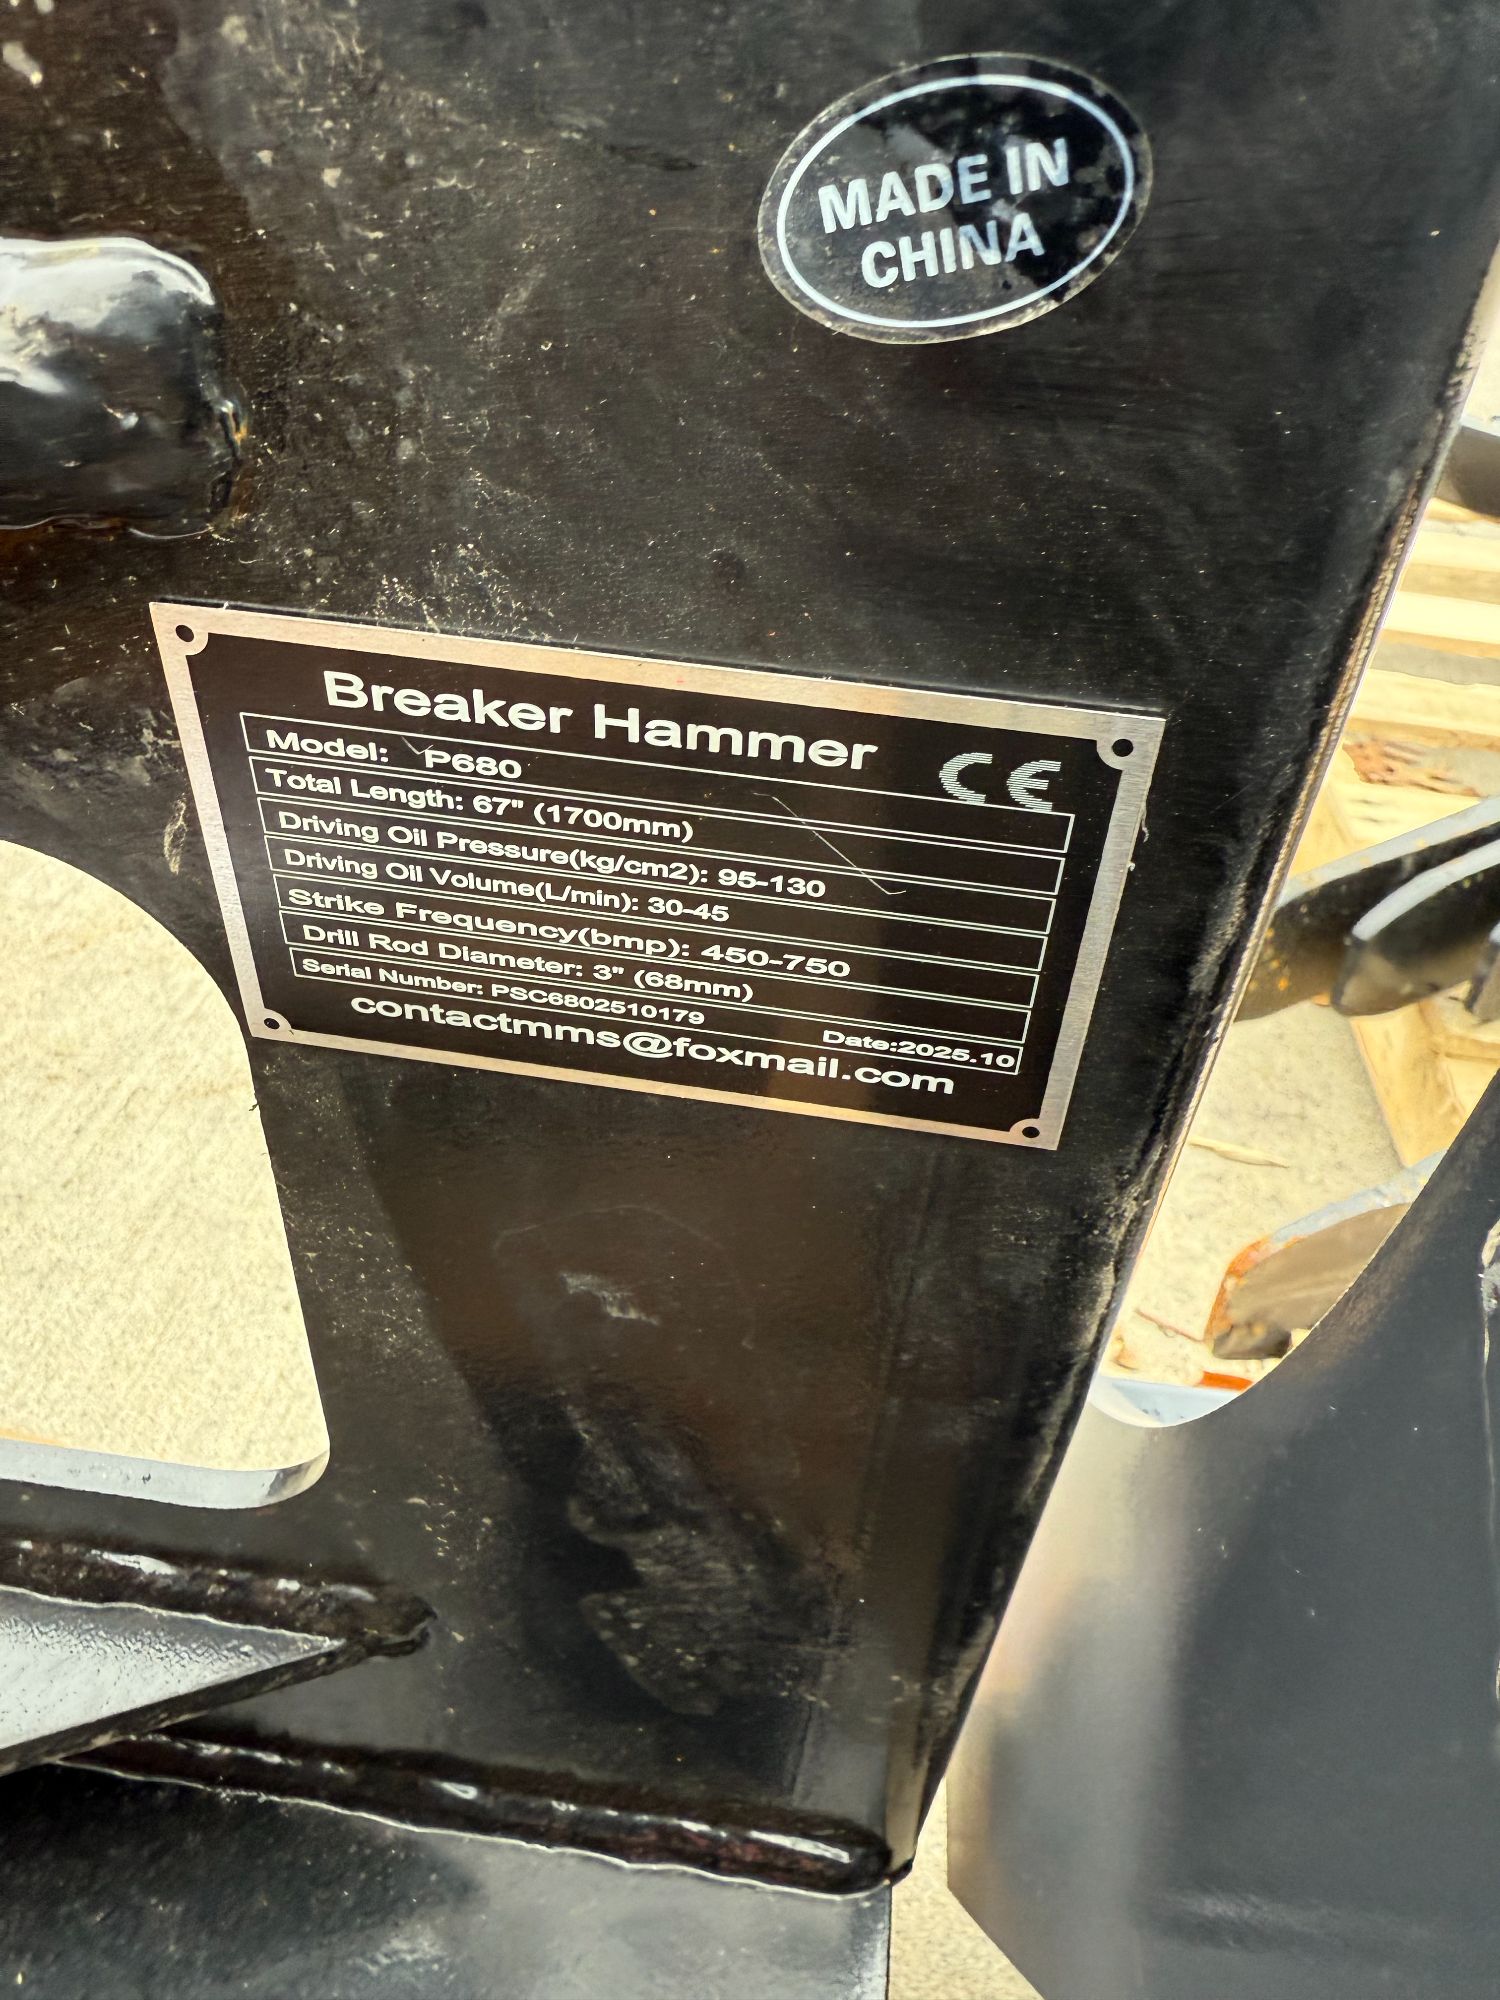 MADE IN
CHINA
Breaker Hammer
CE
Model: P680
Total Length: 67" (1700mm)
Driving Oil Pressure(kg/cm2): 95-130
Driving Oil Volume(L/min): 30-45
Strike Frequency(bmp): 450-750
Drill Rod Diameter: 3" (68mm)
Serial Number: PSC6802510179 Date:2025.10
contactmms@foxmail.com